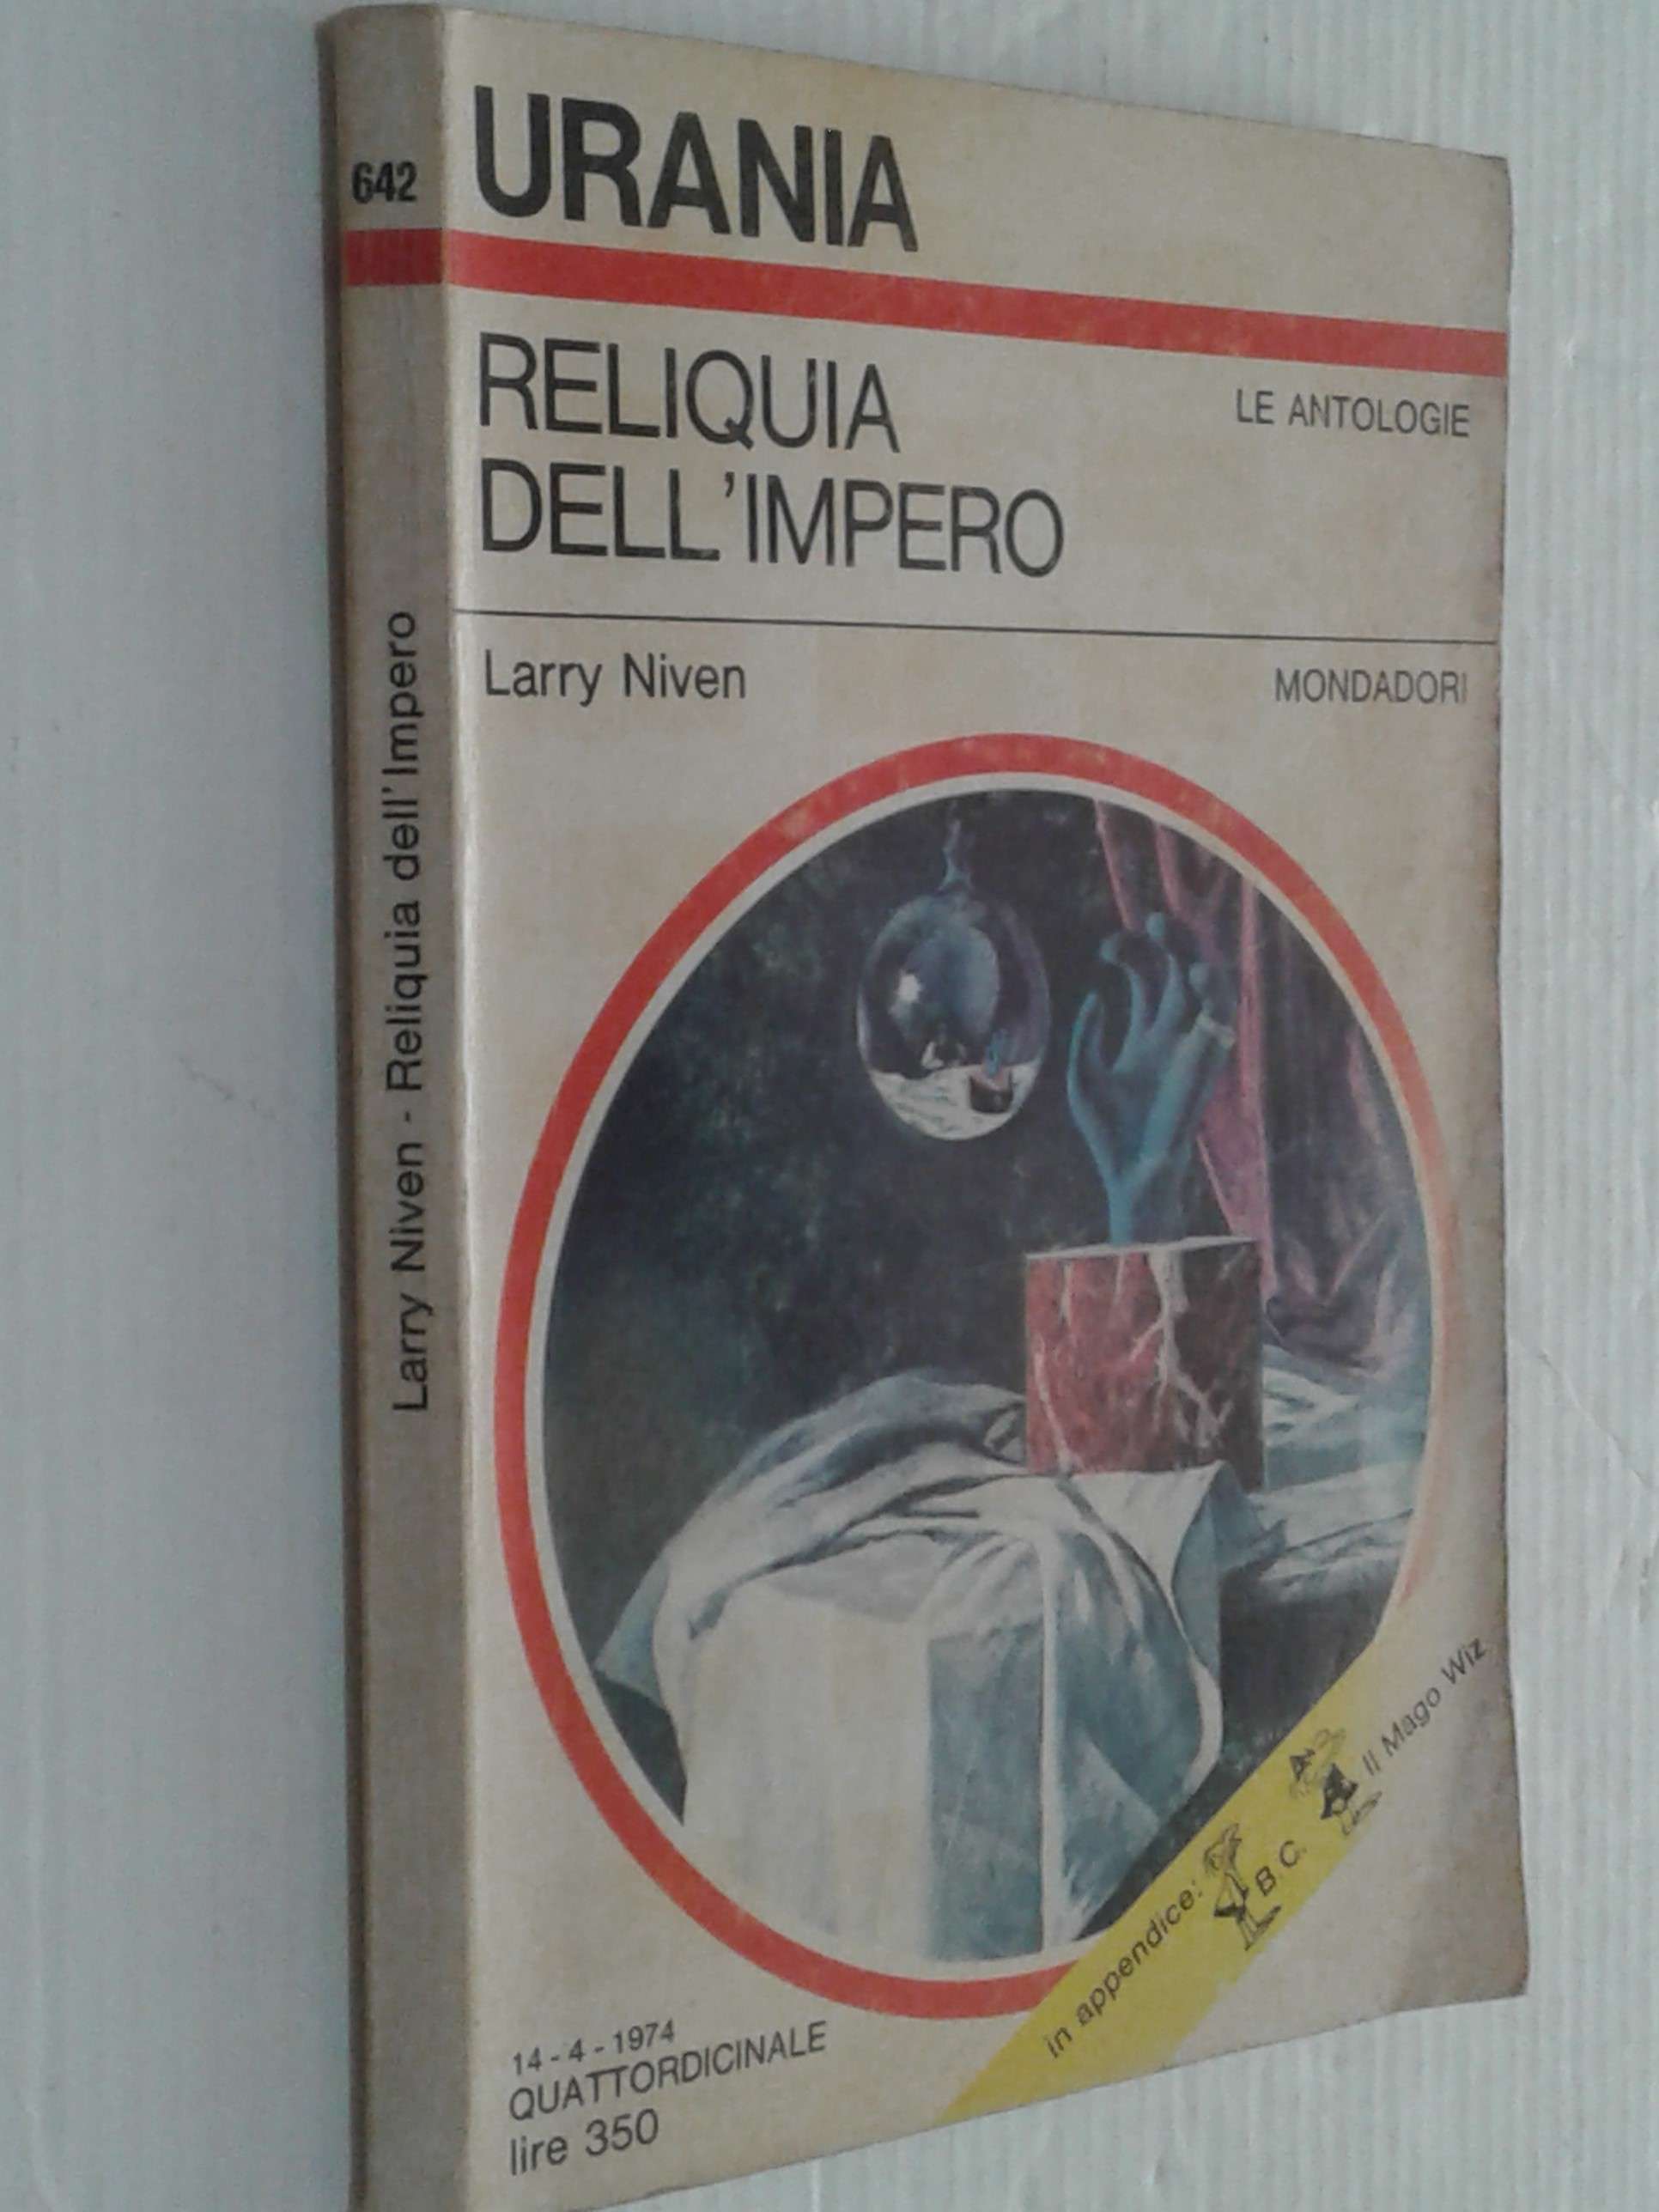 642
Larry Niven - Reliquia dell'Impero
URANIA
RELIQUIA
DELL'IMPERO
LE ANTOLOGIE
Larry Niven
MONDADORI
in appendice: B.C. Il Mago Wiz
14-4-1974
QUATTORDICINALE
lire 350